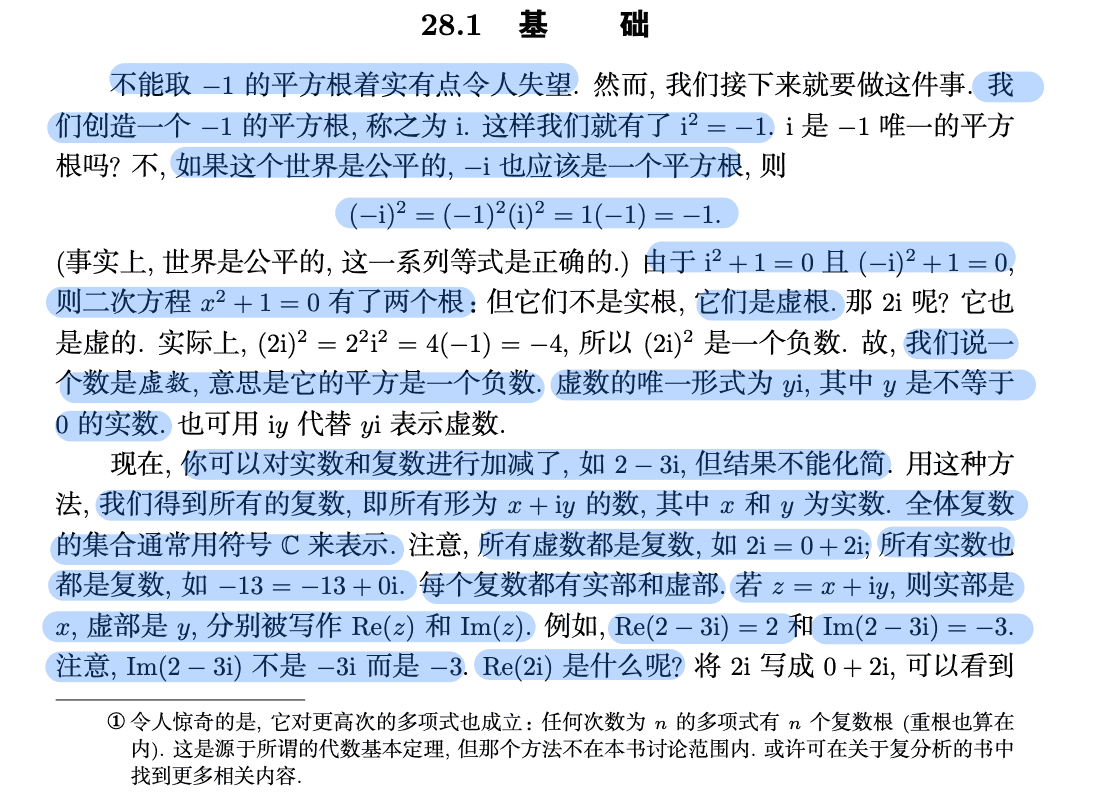 28.1 基 础
不能取 −1 的平方根着实有点令人失望. 然而, 我们接下来就要做这件事. 我
们创造一个 −1 的平方根, 称之为 i. 这样我们就有了 i² = −1. i 是 −1 唯一的平方
根吗? 不, 如果这个世界是公平的, −i 也应该是一个平方根, 则
(−i)² = (−1)²(i)² = 1(−1) = −1.
(事实上, 世界是公平的, 这一系列等式是正确的.) 由于 i² + 1 = 0 且 (−i)² + 1 = 0,
则二次方程 x² + 1 = 0 有了两个根: 但它们不是实根, 它们是虚根. 那 2i 呢? 它也
是虚的. 实际上, (2i)² = 2²i² = 4(−1) = −4, 所以 (2i)² 是一个负数. 故, 我们说一
个数是虚数, 意思是它的平方是一个负数. 虚数的唯一形式为 yi, 其中 y 是不等于
0 的实数. 也可用 iy 代替 yi 表示虚数.
现在, 你可以对实数和复数进行加减了, 如 2 − 3i, 但结果不能化简. 用这种方
法, 我们得到所有的复数, 即所有形为 x + iy 的数, 其中 x 和 y 为实数. 全体复数
的集合通常用符号 ℂ 来表示. 注意, 所有虚数都是复数, 如 2i = 0 + 2i; 所有实数也
都是复数, 如 −13 = −13 + 0i. 每个复数都有实部和虚部. 若 z = x + iy, 则实部是
x, 虚部是 y, 分别被写作 Re(z) 和 Im(z). 例如, Re(2 − 3i) = 2 和 Im(2 − 3i) = −3.
注意, Im(2 − 3i) 不是 −3i 而是 −3. Re(2i) 是什么呢? 将 2i 写成 0 + 2i, 可以看到
① 令人惊奇的是, 它对更高次的多项式也成立: 任何次数为 n 的多项式有 n 个复数根 (重根也算在
内). 这是源于所谓的代数基本定理, 但那个方法不在本书讨论范围内. 或许可在关于复分析的书中
找到更多相关内容.